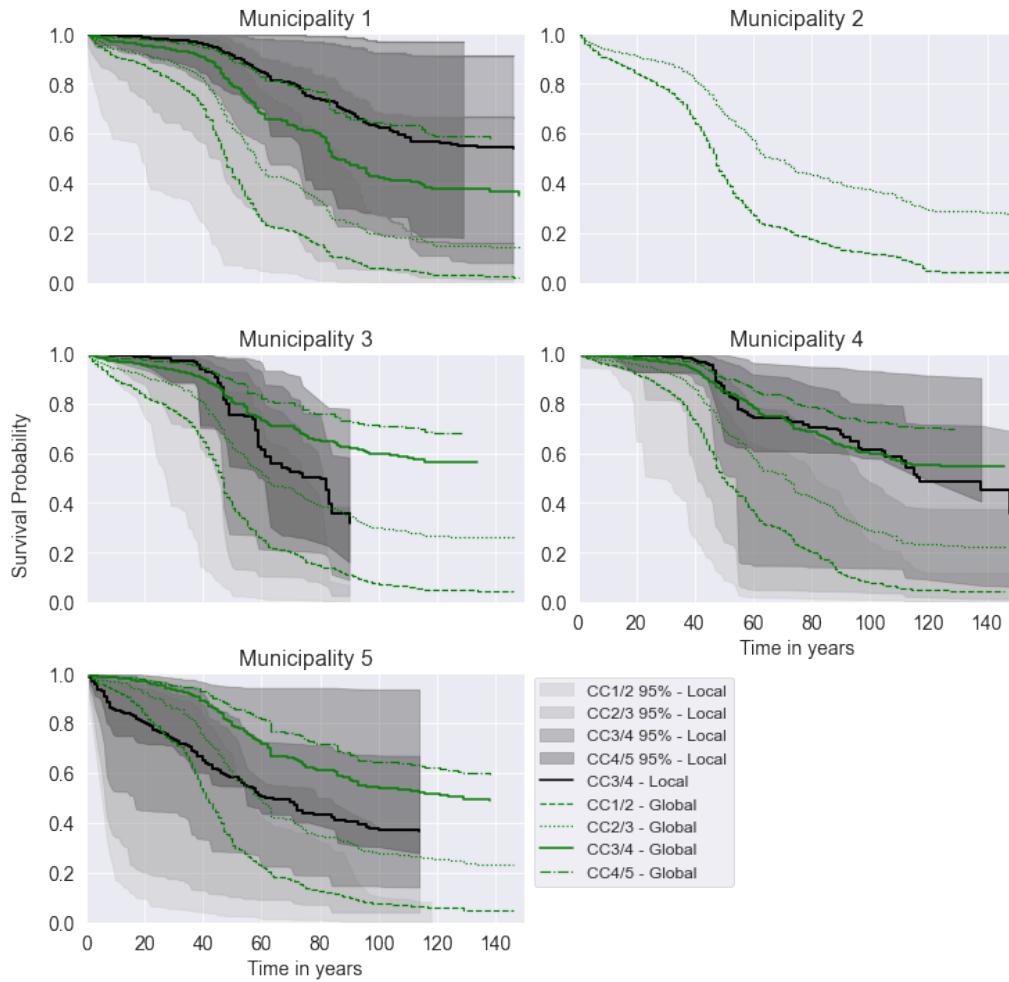 Municipality 1
Municipality 2
1.0
0.8
0.6
0.4
0.2
0.0
1.0
0.8
0.6
0.4
0.2
0.0
Municipality 3
Municipality 4
Survival Probability
1.0
0.8
0.6
0.4
0.2
0.0
1.0
0.8
0.6
0.4
0.2
0.0
0 20 40 60 80 100 120 140
Time in years
Municipality 5
1.0
0.8
0.6
0.4
0.2
0.0
0 20 40 60 80 100 120 140
Time in years
CC1/2 95% - Local
CC2/3 95% - Local
CC3/4 95% - Local
CC4/5 95% - Local
CC3/4 - Local
CC1/2 - Global
CC2/3 - Global
CC3/4 - Global
CC4/5 - Global